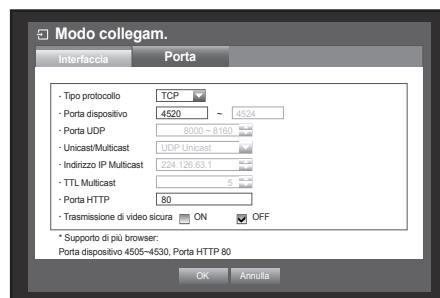 Modo collegam.
Interfaccia Porta
· Tipo protocollo TCP
· Porta dispositivo 4520 ~ 4524
· Porta UDP 8000 ~ 8160
· Unicast/Multicast UDP Unicast
· Indirizzo IP Multicast 224.126.63.1
· TTL Multicast 5
· Porta HTTP 80
· Trasmissione di video sicura ON OFF
* Supporto di più browser:
Porta dispositivo 4505~4530, Porta HTTP 80
OK Annulla